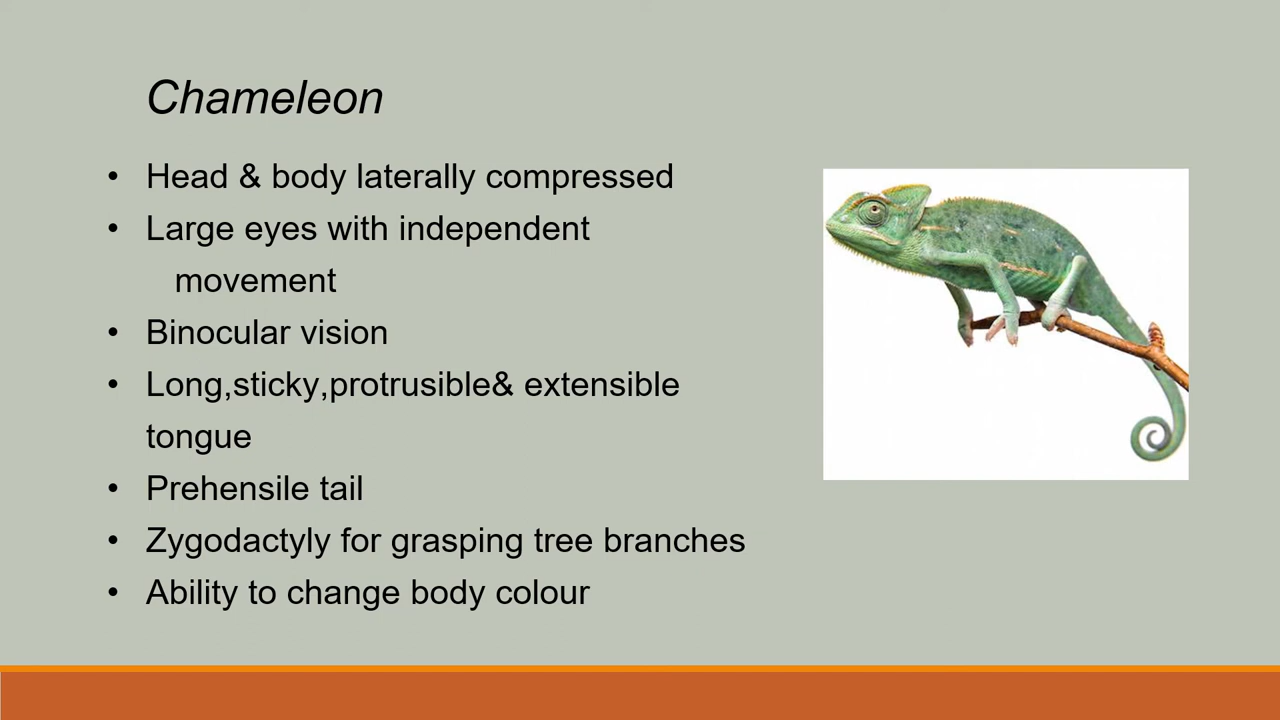 Chameleon
• Head & body laterally compressed
• Large eyes with independent
movement
• Binocular vision
• Long,sticky,protrusible& extensible
tongue
• Prehensile tail
• Zygodactyly for grasping tree branches
• Ability to change body colour